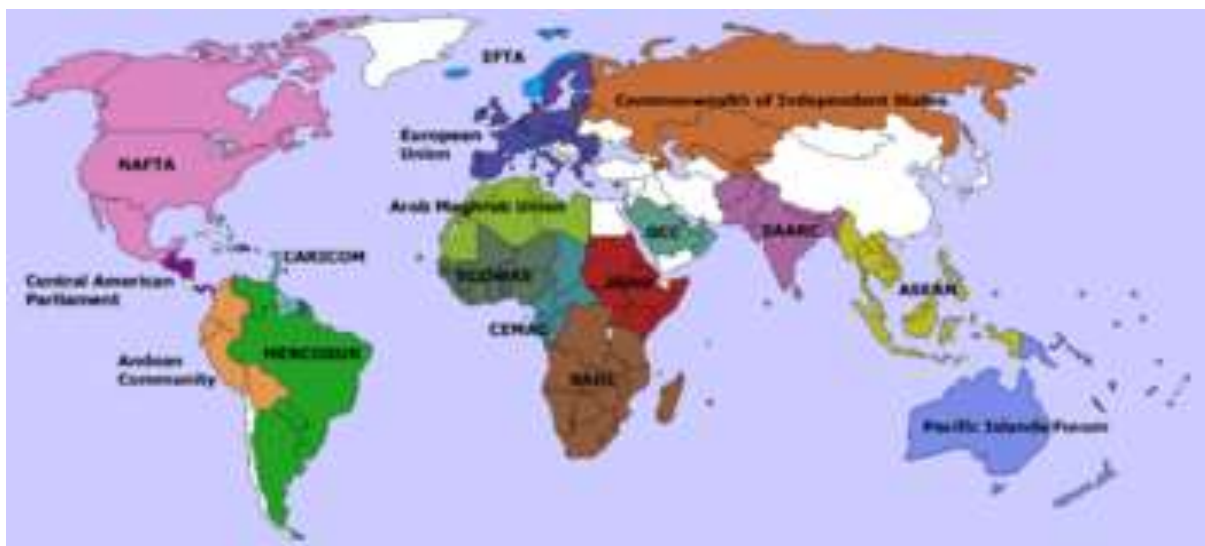 EFTA
Commonwealth of Independent States
European
Union
NAFTA
Arab Maghreb Union
GCC
SAARC
CARICOM
ECOWAS
Central American
Parliament
ASEAN
CEMAC
MERCOSUR
Andean
Community
SADC
Pacific Islands Forum